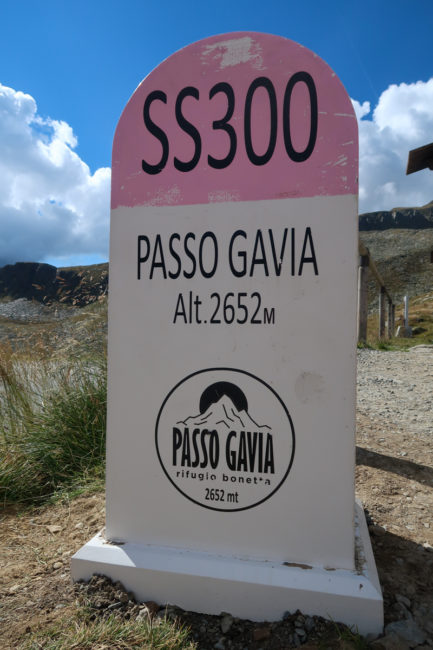 SS300
PASSO GAVIA
Alt.2652M
PASSO GAVIA
rifugio bonetta
2652 mt